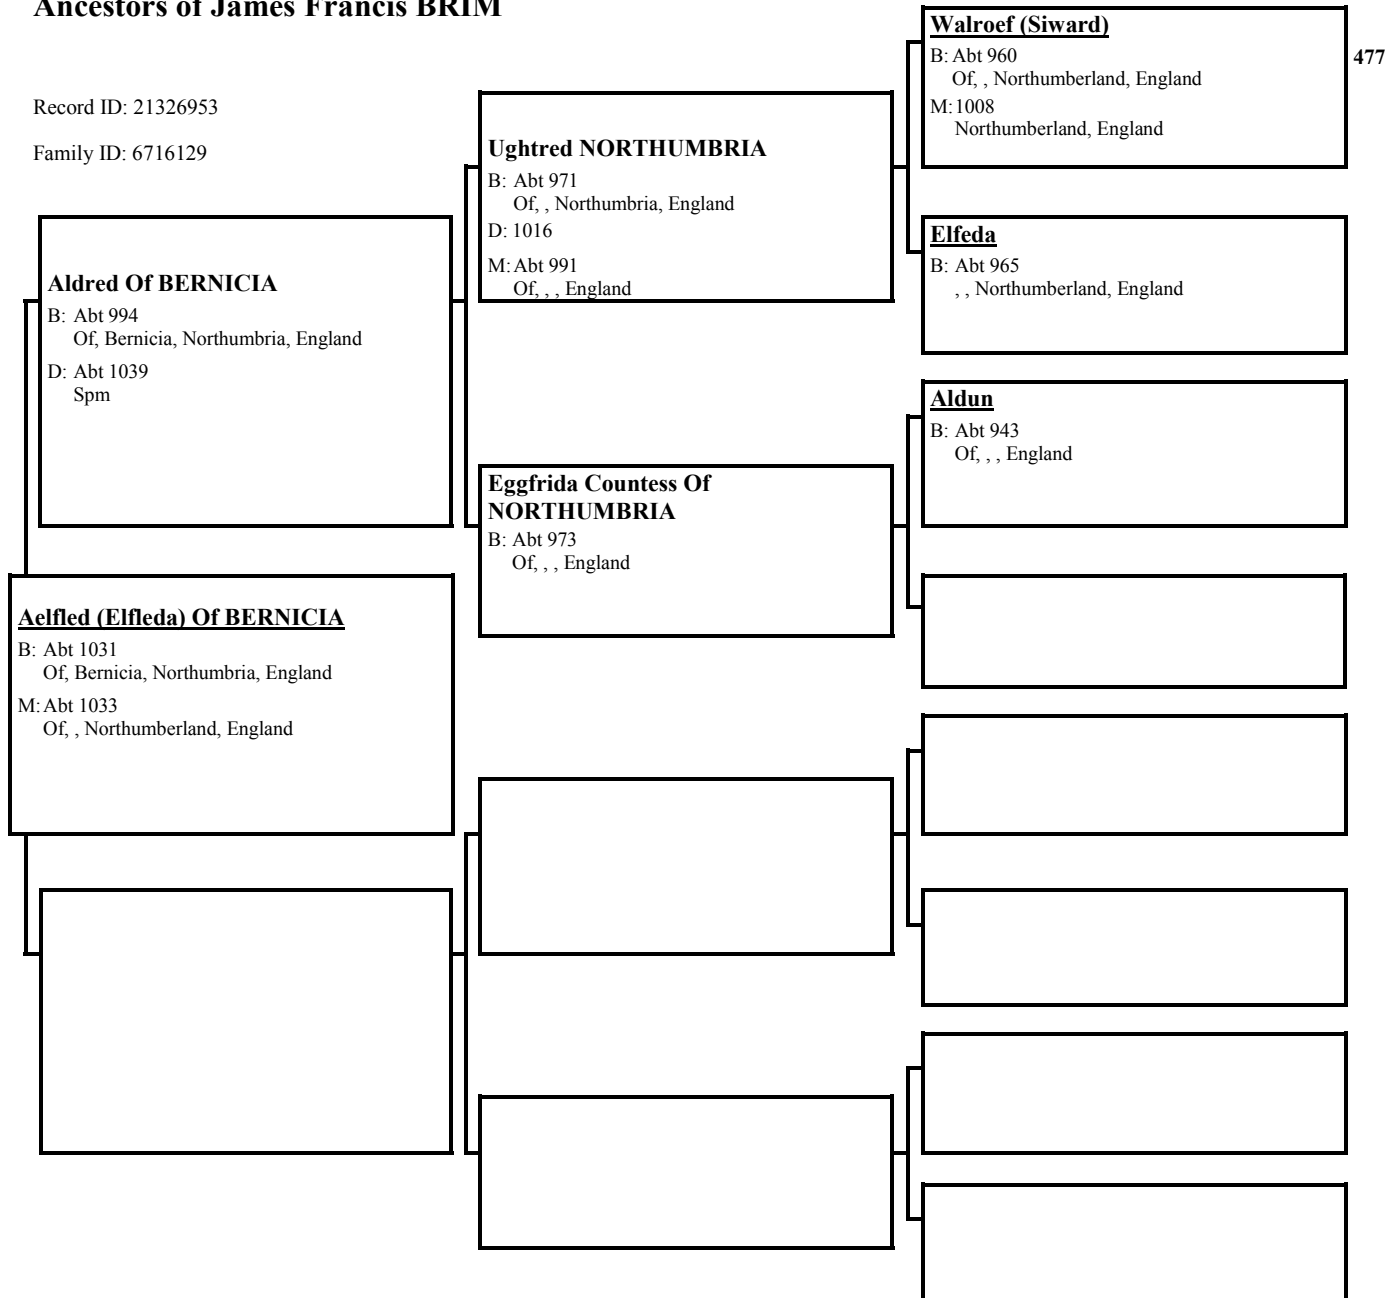 Ancestors of James Francis BRIM
Record ID: 21326953
Family ID: 6716129
Aldred Of BERNICIA
B: Abt 994
Of, Bernicia, Northumbria, England
D: Abt 1039
Spm
Aelfled (Elfleda) Of BERNICIA
B: Abt 1031
Of, Bernicia, Northumbria, England
M: Abt 1033
Of, , Northumberland, England
Ughtred NORTHUMBRIA
B: Abt 971
Of, , Northumbria, England
D: 1016
M: Abt 991
Of, , , England
Eggfrida Countess Of
NORTHUMBRIA
B: Abt 973
Of, , , England
Walroef (Siward)
B: Abt 960
Of, , Northumberland, England
M: 1008
Northumberland, England
477
Elfeda
B: Abt 965
, , Northumberland, England
Aldun
B: Abt 943
Of, , , England